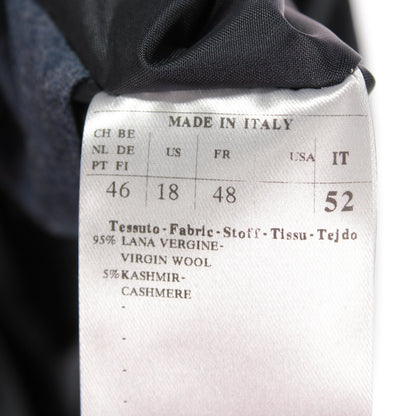 MADE IN ITALY
CH BE
NL DE US FR USA IT
PT FI
46 18 48 52
Tessuto-Fabric-Stoff-Tissu-Tejdo
95% LANA VERGINE-
VIRGIN WOOL
5% KASHMIR-
CASHMERE
-
-
-
-